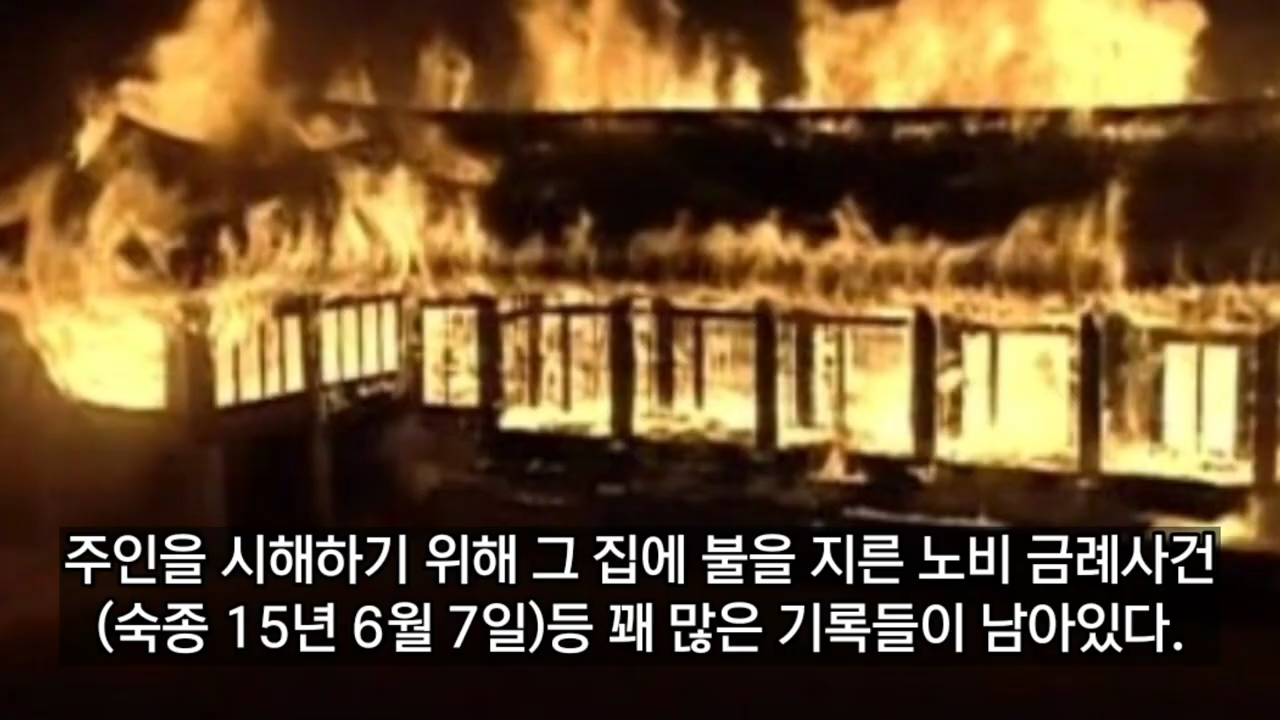 주인을 시해하기 위해 그 집에 불을 지른 노비 금례사건
(숙종 15년 6월 7일)등 꽤 많은 기록들이 남아있다.